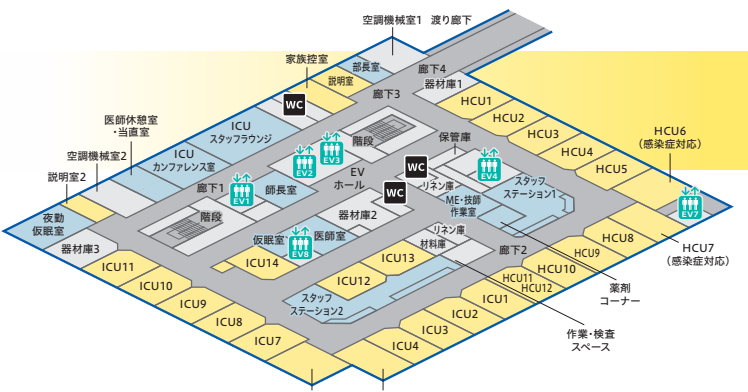 空調機械室1
渡り廊下
家族控室
部長室
廊下4
説明室
器材庫1
廊下3
HCU1
WC
HCU2
医師休憩室
・当直室
ICU
スタッフラウンジ
HCU3
HCU6
(感染症対応)
階段
保管庫
HCU4
空調機械室2
ICU
カンファレンス室
EV3
EV2
HCU5
説明室2
EV
ホール
WC
EV4
スタッフ
ステーション1
廊下1
EV1
師長室
WC
リネン庫
ME・技師
作業室
EV7
夜勤
仮眠室
階段
器材庫2
HCU8
HCU7
(感染症対応)
器材庫3
仮眠室
医師室
EV8
リネン庫
材料庫
廊下2
HCU9
ICU14
ICU13
HCU10
薬剤
コーナー
ICU11
ICU12
HCU11
HCU12
ICU10
スタッフ
ステーション2
ICU1
ICU9
ICU2
作業・検査
スペース
ICU8
ICU3
ICU7
ICU4